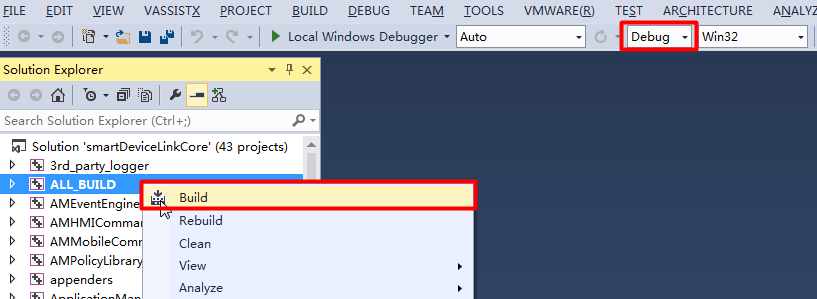 FILE EDIT VIEW VASSISTX PROJECT BUILD DEBUG TEAM TOOLS VMWARE(R) TEST ARCHITECTURE ANALYZ
Local Windows Debugger Auto Debug Win32
Solution Explorer
Search Solution Explorer (Ctrl+;)
Solution 'smartDeviceLinkCore' (43 projects)
3rd_party_logger
ALL_BUILD
AMEventEngine
Build
AMHMIComma
Rebuild
AMMobileComm
Clean
AMPolicyLibrary
View
appenders
Analyze
ApplicationMan